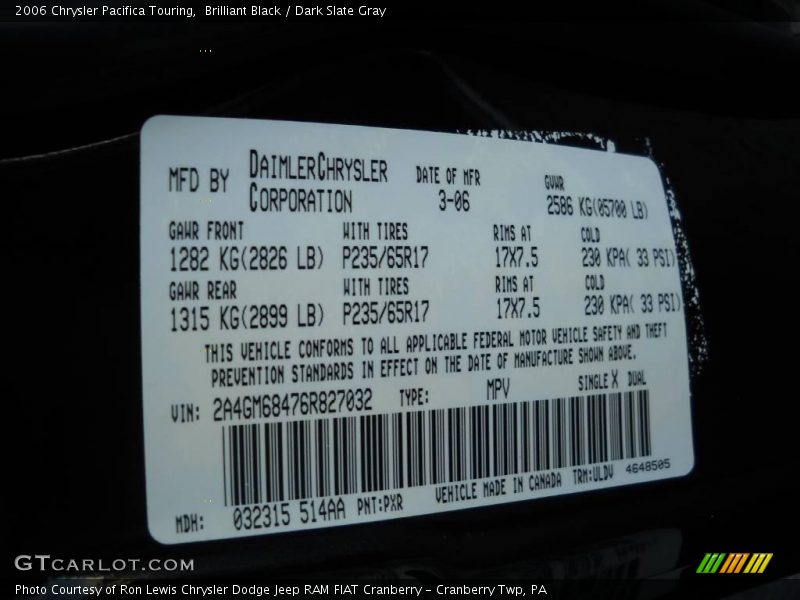 2006 Chrysler Pacifica Touring,  Brilliant Black / Dark Slate Gray
MFD BY DAIMLERCHRYSLER CORPORATION DATE OF MFR 3-06 GVWR 2586 KG(05700 LB)
GAWR FRONT WITH TIRES RIMS AT COLD
1282 KG(2826 LB) P235/65R17 17X7.5 230 KPA( 33 PSI)
GAWR REAR WITH TIRES RIMS AT COLD
1315 KG(2899 LB) P235/65R17 17X7.5 230 KPA( 33 PSI)
THIS VEHICLE CONFORMS TO ALL APPLICABLE FEDERAL MOTOR VEHICLE SAFETY AND THEFT
PREVENTION STANDARDS IN EFFECT ON THE DATE OF MANUFACTURE SHOWN ABOVE.
VIN: 2A4GM68476R827032 TYPE: MPV SINGLE X DUAL
MDH: 032315 514AA PNT:PXR VEHICLE MADE IN CANADA TRM:ULDV 4648505
GTCARLOT.COM
Photo Courtesy of Ron Lewis Chrysler Dodge Jeep RAM FIAT Cranberry – Cranberry Twp, PA